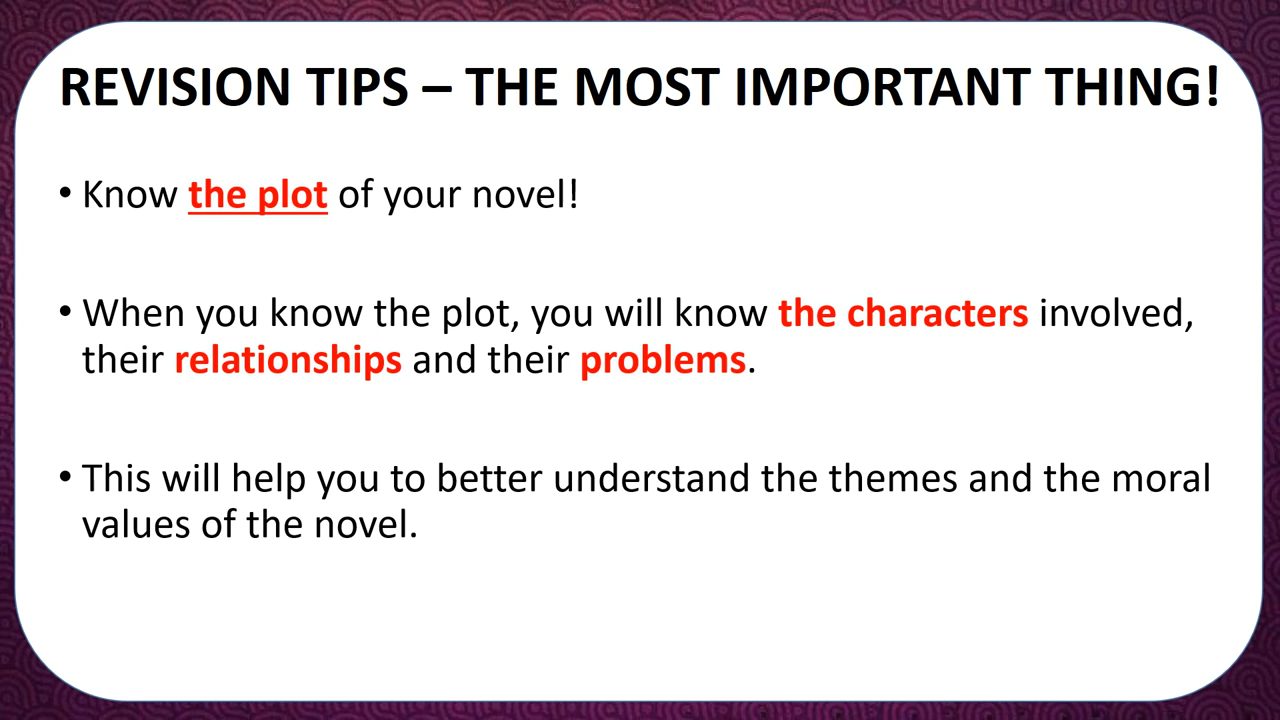 REVISION TIPS – THE MOST IMPORTANT THING!
• Know the plot of your novel!
• When you know the plot, you will know the characters involved,
their relationships and their problems.
• This will help you to better understand the themes and the moral
values of the novel.